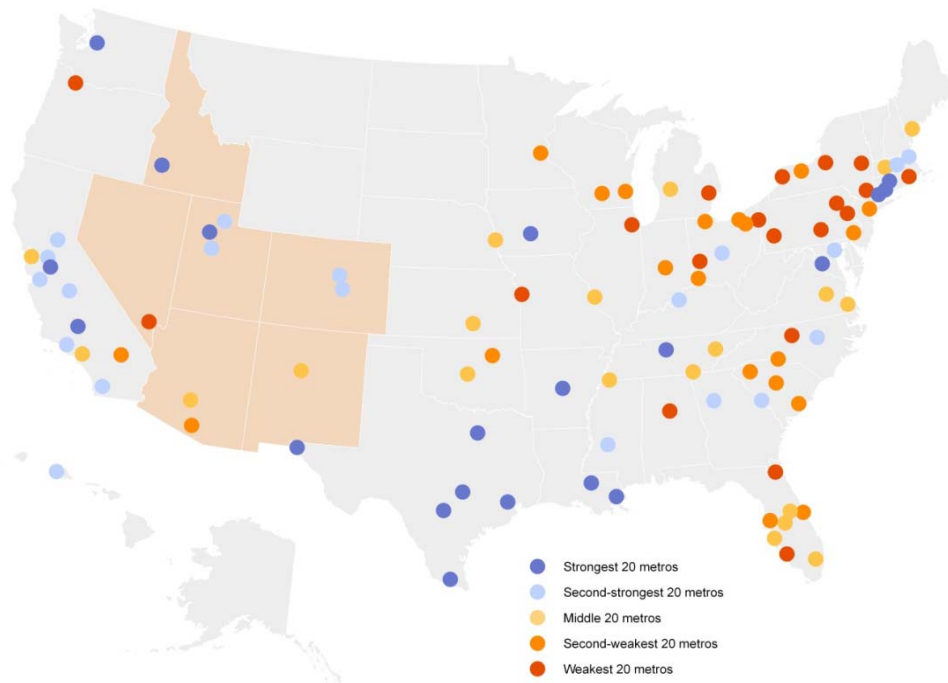 Strongest 20 metros
Second-strongest 20 metros
Middle 20 metros
Second-weakest 20 metros
Weakest 20 metros